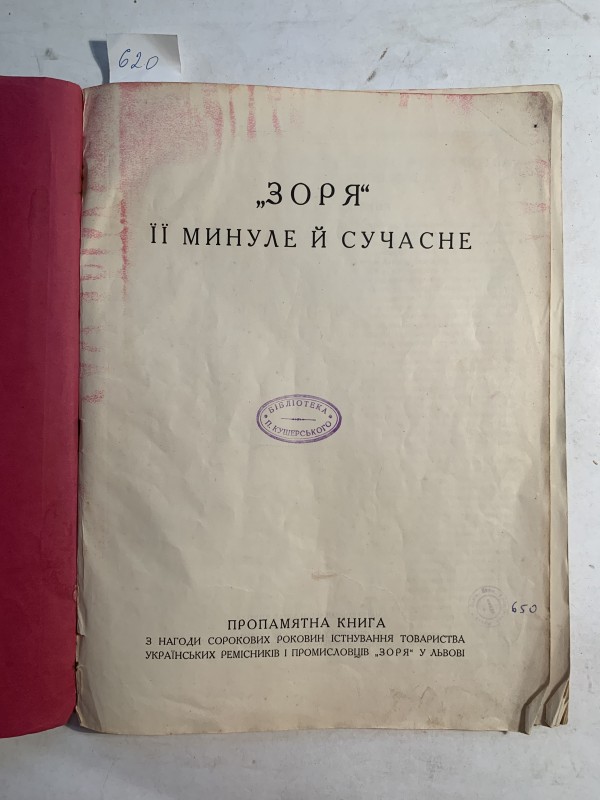 620
„ЗОРЯ“
ЇЇ МИНУЛЕ Й СУЧАСНЕ
БІБЛІОТЕКА
П. КУШЕРСЬКОГО
650
ПРОПАМЯТНА КНИГА
З НАГОДИ СОРОКОВИХ РОКОВИН ІСТНУВАННЯ ТОВАРИСТВА
УКРАЇНСЬКИХ РЕМІСНИКІВ І ПРОМИСЛОВЦІВ „ЗОРЯ“ У ЛЬВОВІ